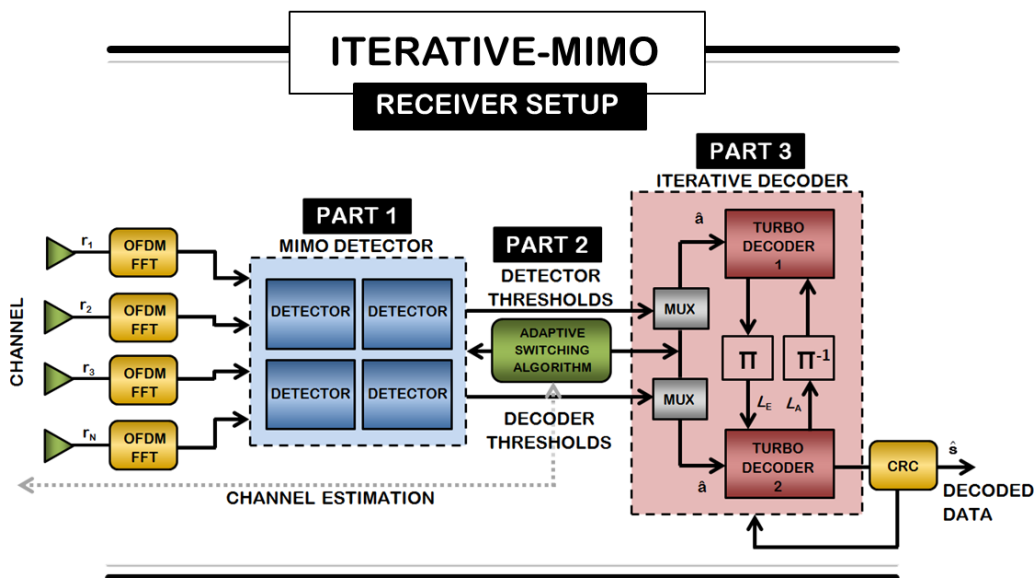 ITERATIVE-MIMO
RECEIVER SETUP
PART 3
ITERATIVE DECODER
PART 1
MIMO DETECTOR
PART 2
DETECTOR
THRESHOLDS
CHANNEL
r1
OFDM
FFT
r2
OFDM
FFT
r3
OFDM
FFT
rN
OFDM
FFT
DETECTOR
DETECTOR
DETECTOR
DETECTOR
ADAPTIVE
SWITCHING
ALGORITHM
DECODER
THRESHOLDS
CHANNEL ESTIMATION
â
TURBO
DECODER
1
MUX
MUX
Π
Π-1
LE
LA
â
TURBO
DECODER
2
CRC
ŝ
DECODED
DATA